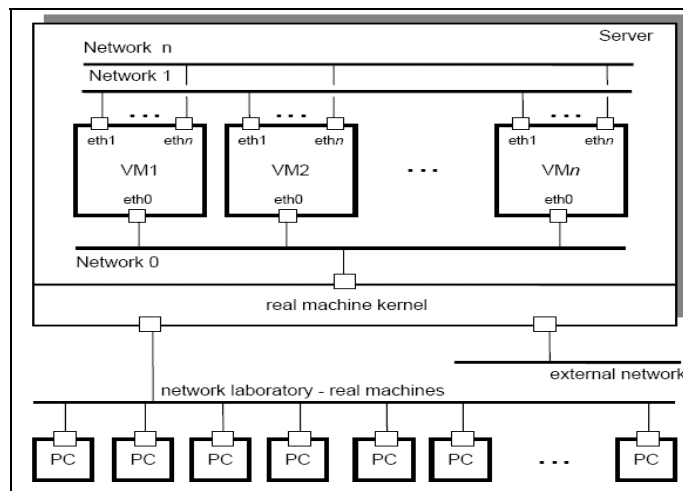 Server
Network n
Network 1
eth1 ethn eth1 ethn eth1 ethn
VM1 VM2 ... VMn
eth0 eth0 eth0
Network 0
real machine kernel
external network
network laboratory - real machines
PC PC PC PC PC PC ... PC